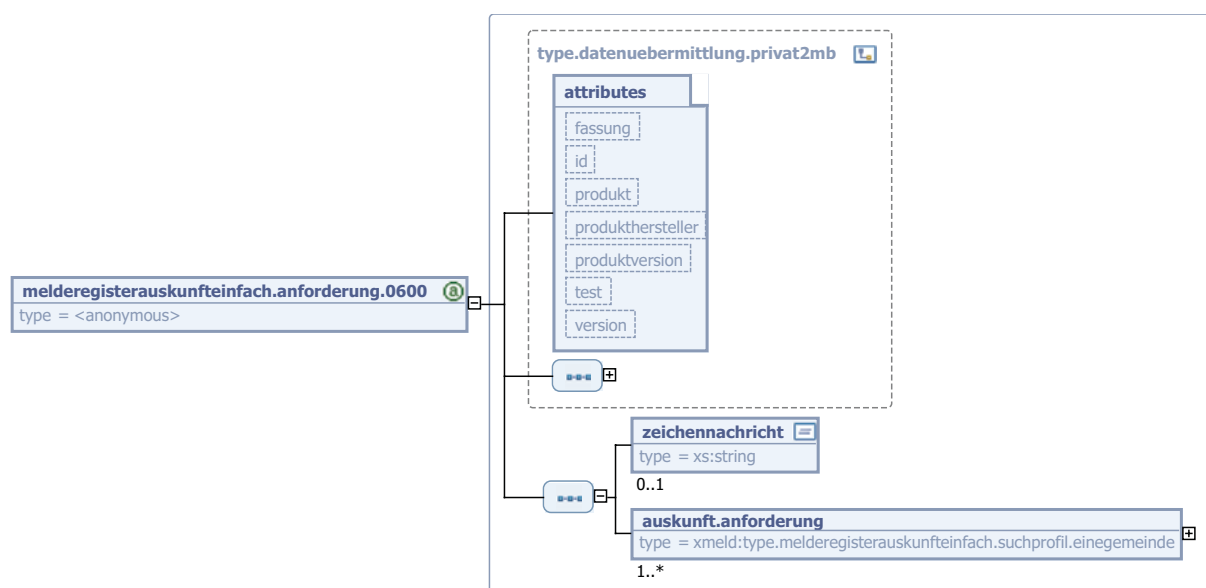 type.datenuebermittlung.privat2mb
attributes
fassung
id
produkt
produkthersteller
produktversion
test
version
melderegisterauskunfteinfach.anforderung.0600
type = <anonymous>
zeichennachricht
type = xs:string
0..1
auskunft.anforderung
type = xmeld:type.melderegisterauskunfteinfach.suchprofil.einegemeinde
1..*